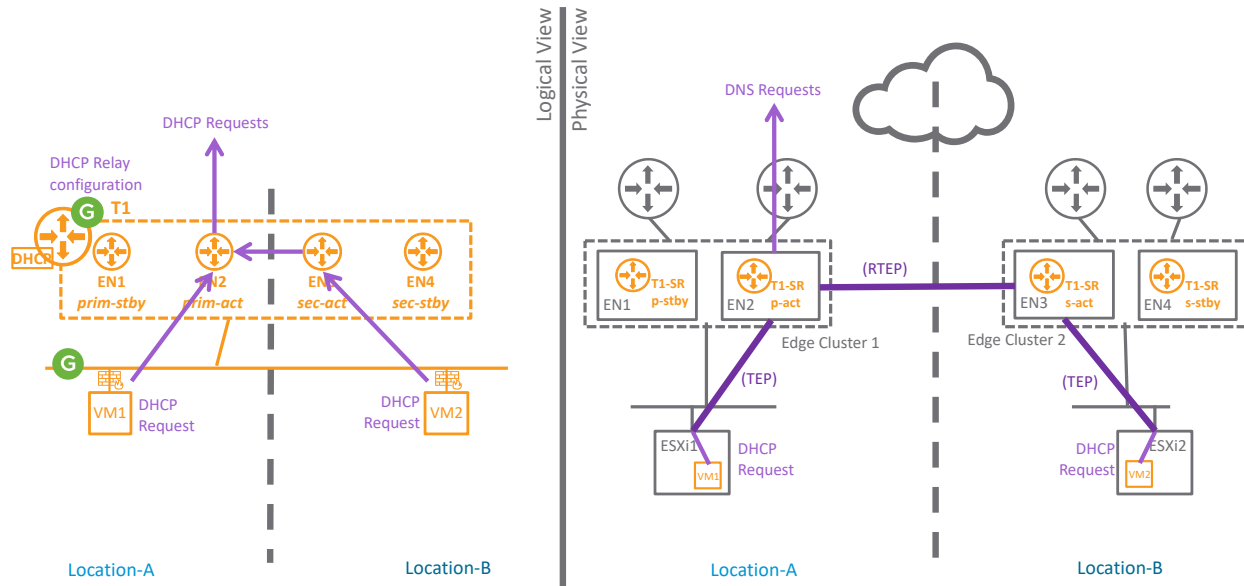 Logical View
Physical View
DHCP Requests
DHCP Relay
configuration
G
T1
DHCP
EN1
prim-stby
EN2
prim-act
sec-act
EN4
sec-stby
G
VM1
DHCP
Request
DHCP
Request
VM2
Location-A
Location-B
DNS Requests
T1-SR
p-stby
EN1
T1-SR
p-act
EN2
(RTEP)
T1-SR
s-act
EN3
T1-SR
s-stby
EN4
Edge Cluster 1
Edge Cluster 2
(TEP)
(TEP)
ESXi1
VM1
DHCP
Request
DHCP
Request
ESXi2
VM2
Location-A
Location-B